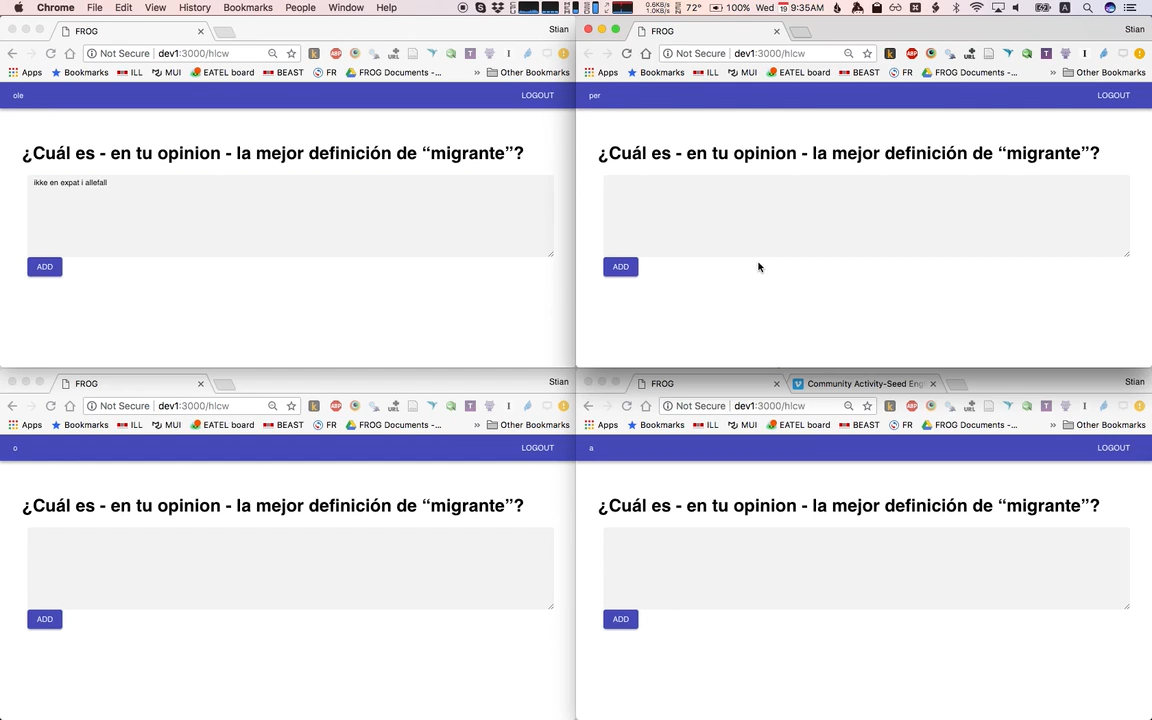 Chrome File Edit View History Bookmarks People Window Help
0.6KB/s
1.0KB/s
72° 100% Wed 9:35AM
FROG
Stian
Not Secure | dev1:3000/hlcw
Apps Bookmarks ILL MUI EATEL board BEAST FR FROG Documents -... » Other Bookmarks
ole
LOGOUT
¿Cuál es - en tu opinion - la mejor definición de “migrante”?
ikke en expat i allefall
ADD
FROG
Stian
Not Secure | dev1:3000/hlcw
Apps Bookmarks ILL MUI EATEL board BEAST FR FROG Documents -... » Other Bookmarks
per
LOGOUT
¿Cuál es - en tu opinion - la mejor definición de “migrante”?
ADD
FROG
Stian
Not Secure | dev1:3000/hlcw
Apps Bookmarks ILL MUI EATEL board BEAST FR FROG Documents -... » Other Bookmarks
o
LOGOUT
¿Cuál es - en tu opinion - la mejor definición de “migrante”?
ADD
FROG
Community Activity-Seed Eng
Stian
Not Secure | dev1:3000/hlcw
Apps Bookmarks ILL MUI EATEL board BEAST FR FROG Documents -... » Other Bookmarks
a
LOGOUT
¿Cuál es - en tu opinion - la mejor definición de “migrante”?
ADD